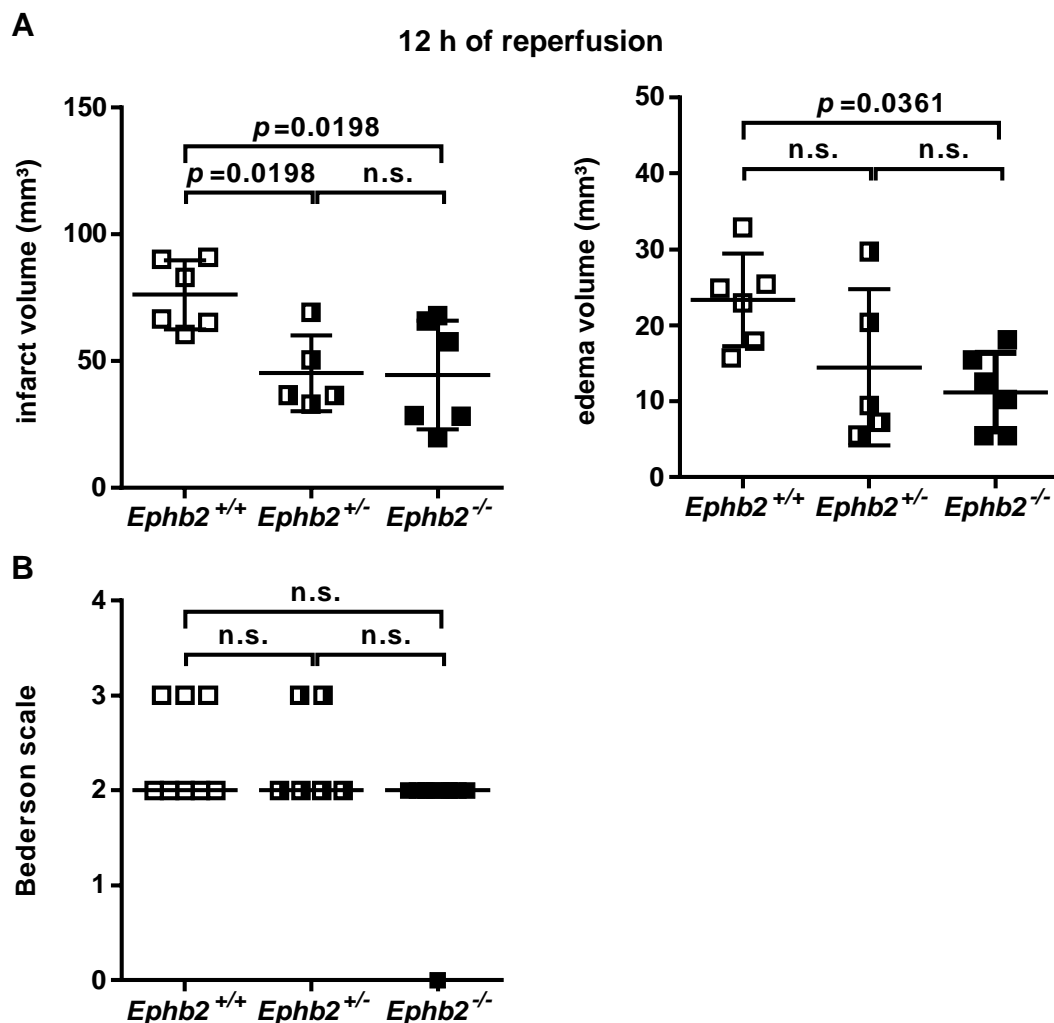 A
12 h of reperfusion
infarct volume (mm³)
150
100
50
0
p=0.0198
p=0.0198
n.s.
Ephb2 +/+
Ephb2 +/-
Ephb2 -/-
edema volume (mm³)
50
40
30
20
10
0
p=0.0361
n.s.
n.s.
Ephb2 +/+
Ephb2 +/-
Ephb2 -/-
B
Bederson scale
4
3
2
1
0
n.s.
n.s.
n.s.
Ephb2 +/+
Ephb2 +/-
Ephb2 -/-